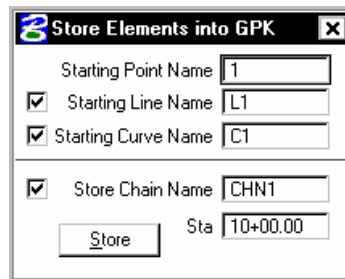 Store Elements into GPK
Starting Point Name 1
Starting Line Name L1
Starting Curve Name C1
Store Chain Name CHN1
Store
Sta 10+00.00